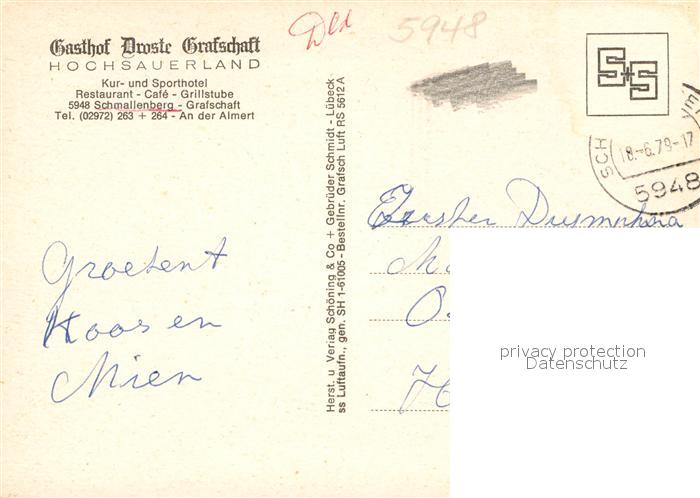 Gasthof Droste Grafschaft
HOCHSAUERLAND
Kur- und Sporthotel
Restaurant - Café - Grillstube
5948 Schmallenberg - Grafschaft
Tel. (02972) 263 + 264 - An der Almert
5948
S+S
SCH
18.-6.79-17
5948
Herst. u Verlag Schöning & Co + Gebrüder Schmidt - Lübeck
ss Luftaufn., gen. SH 1-61005 - Bestellnr. Grafsch Luft RS 5612 A
Groetent
Koos en
Mien
privacy protection
Datenschutz